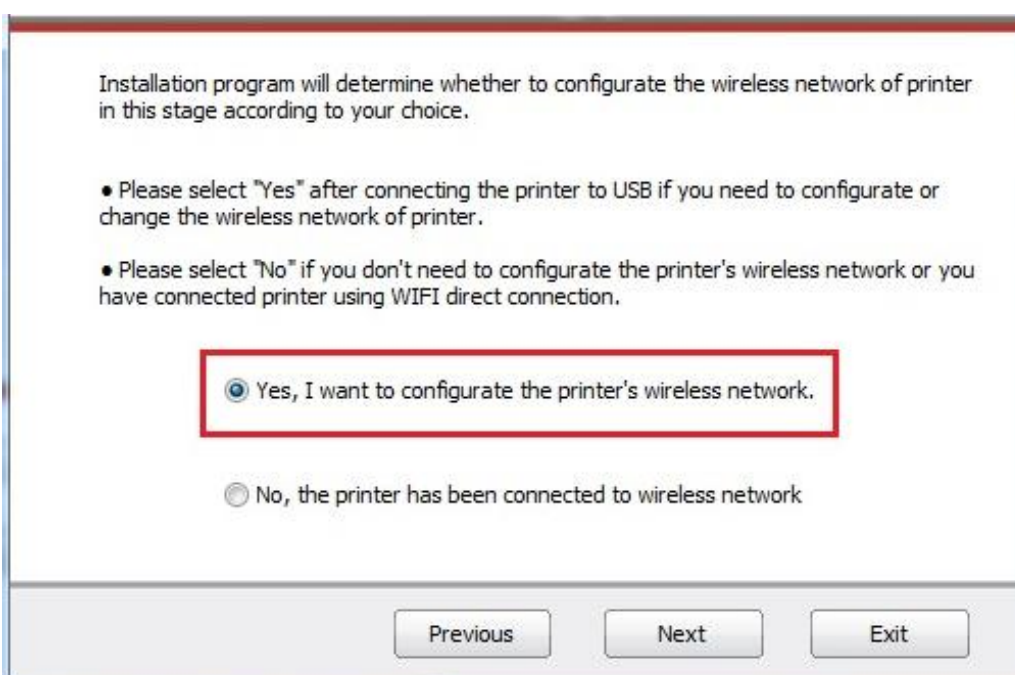 Installation program will determine whether to configurate the wireless network of printer
in this stage according to your choice.
● Please select "Yes" after connecting the printer to USB if you need to configurate or
change the wireless network of printer.
● Please select "No" if you don't need to configurate the printer's wireless network or you
have connected printer using WIFI direct connection.
Yes, I want to configurate the printer's wireless network.
No, the printer has been connected to wireless network
Previous Next Exit